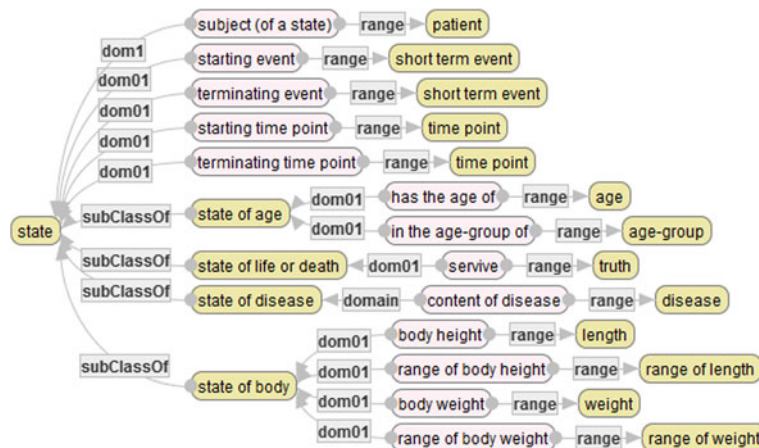 dom1 subject (of a state) range patient
dom01 starting event range short term event
dom01 terminating event range short term event
dom01 starting time point range time point
dom01 terminating time point range time point
state subClassOf state of age dom01 has the age of range age
dom01 in the age-group of range age-group
subClassOf state of life or death dom01 servive range truth
subClassOf state of disease domain content of disease range disease
subClassOf state of body dom01 body height range length
dom01 range of body height range range of length
dom01 body weight range weight
dom01 range of body weight range range of weight